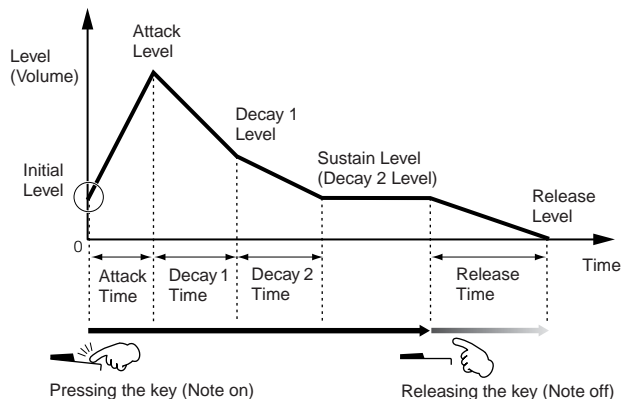 Attack
Level
Level
(Volume)
Decay 1
Level
Sustain Level
(Decay 2 Level)
Initial
Level
Release
Level
0
Time
Attack
Time
Decay 1
Time
Decay 2
Time
Release
Time
Pressing the key (Note on)
Releasing the key (Note off)